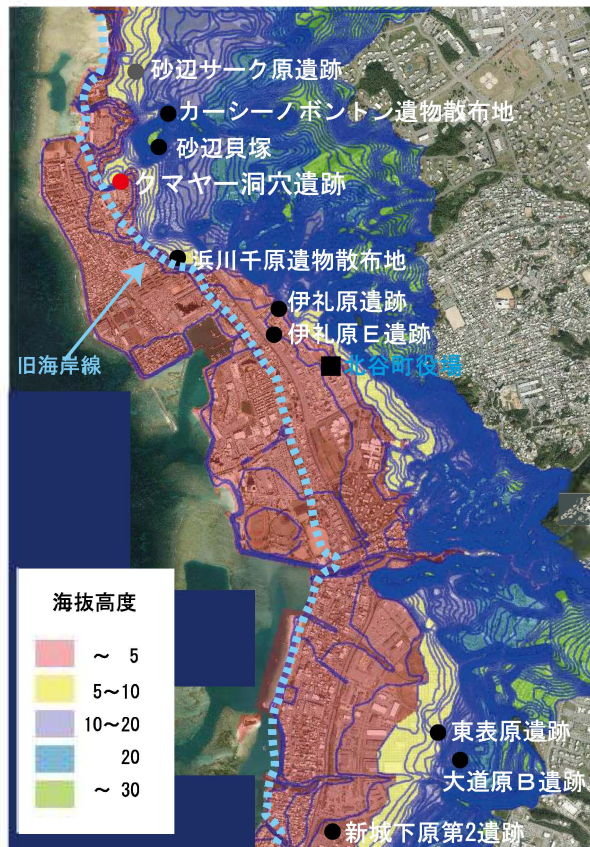 砂辺サーク原遺跡
カーシーノボントン遺物散布地
砂辺貝塚
クマヤー洞穴遺跡
浜川千原遺物散布地
伊礼原遺跡
伊礼原E遺跡
北谷町役場
旧海岸線
海抜高度
～ 5
5～10
10～20
20
～ 30
東表原遺跡
大道原B遺跡
新城下原第2遺跡